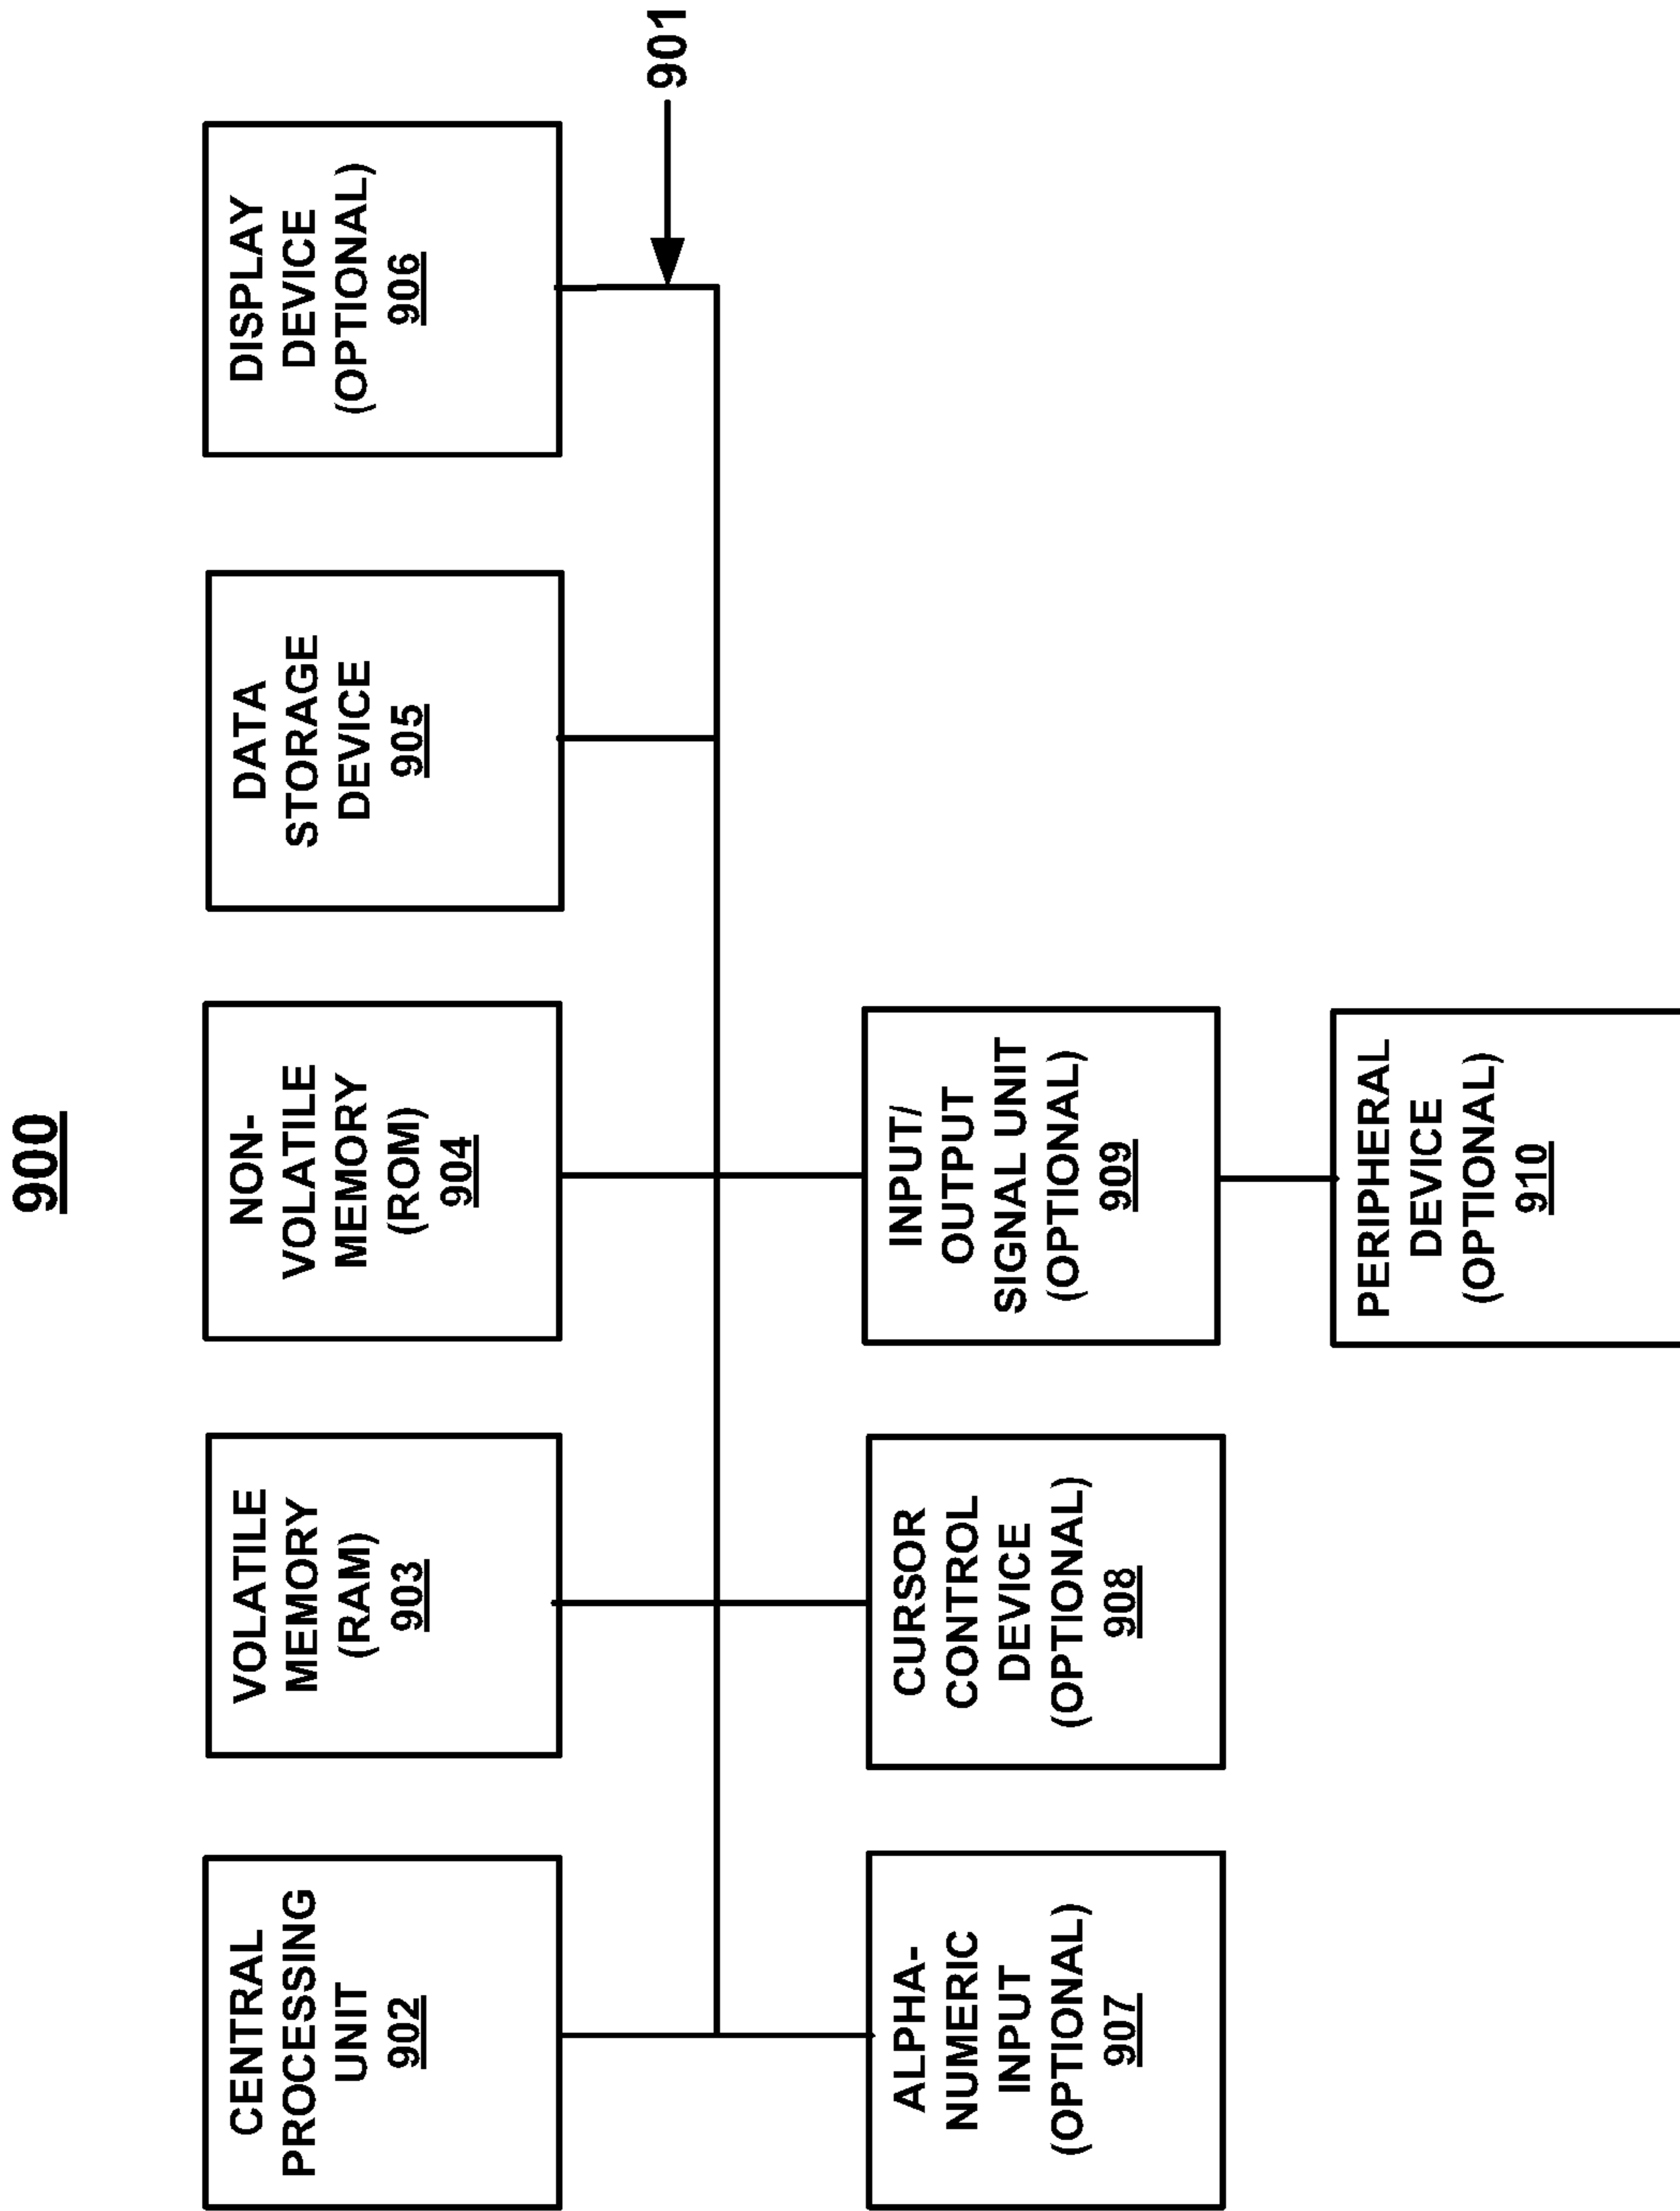 900
CENTRAL
PROCESSING
UNIT
902
VOLATILE
MEMORY
(RAM)
903
NON-
VOLATILE
MEMORY
(ROM)
904
DATA
STORAGE
DEVICE
905
DISPLAY
DEVICE
(OPTIONAL)
906
901
ALPHA-
NUMERIC
INPUT
(OPTIONAL)
907
CURSOR
CONTROL
DEVICE
(OPTIONAL)
908
INPUT/
OUTPUT
SIGNAL UNIT
(OPTIONAL)
909
PERIPHERAL
DEVICE
(OPTIONAL)
910